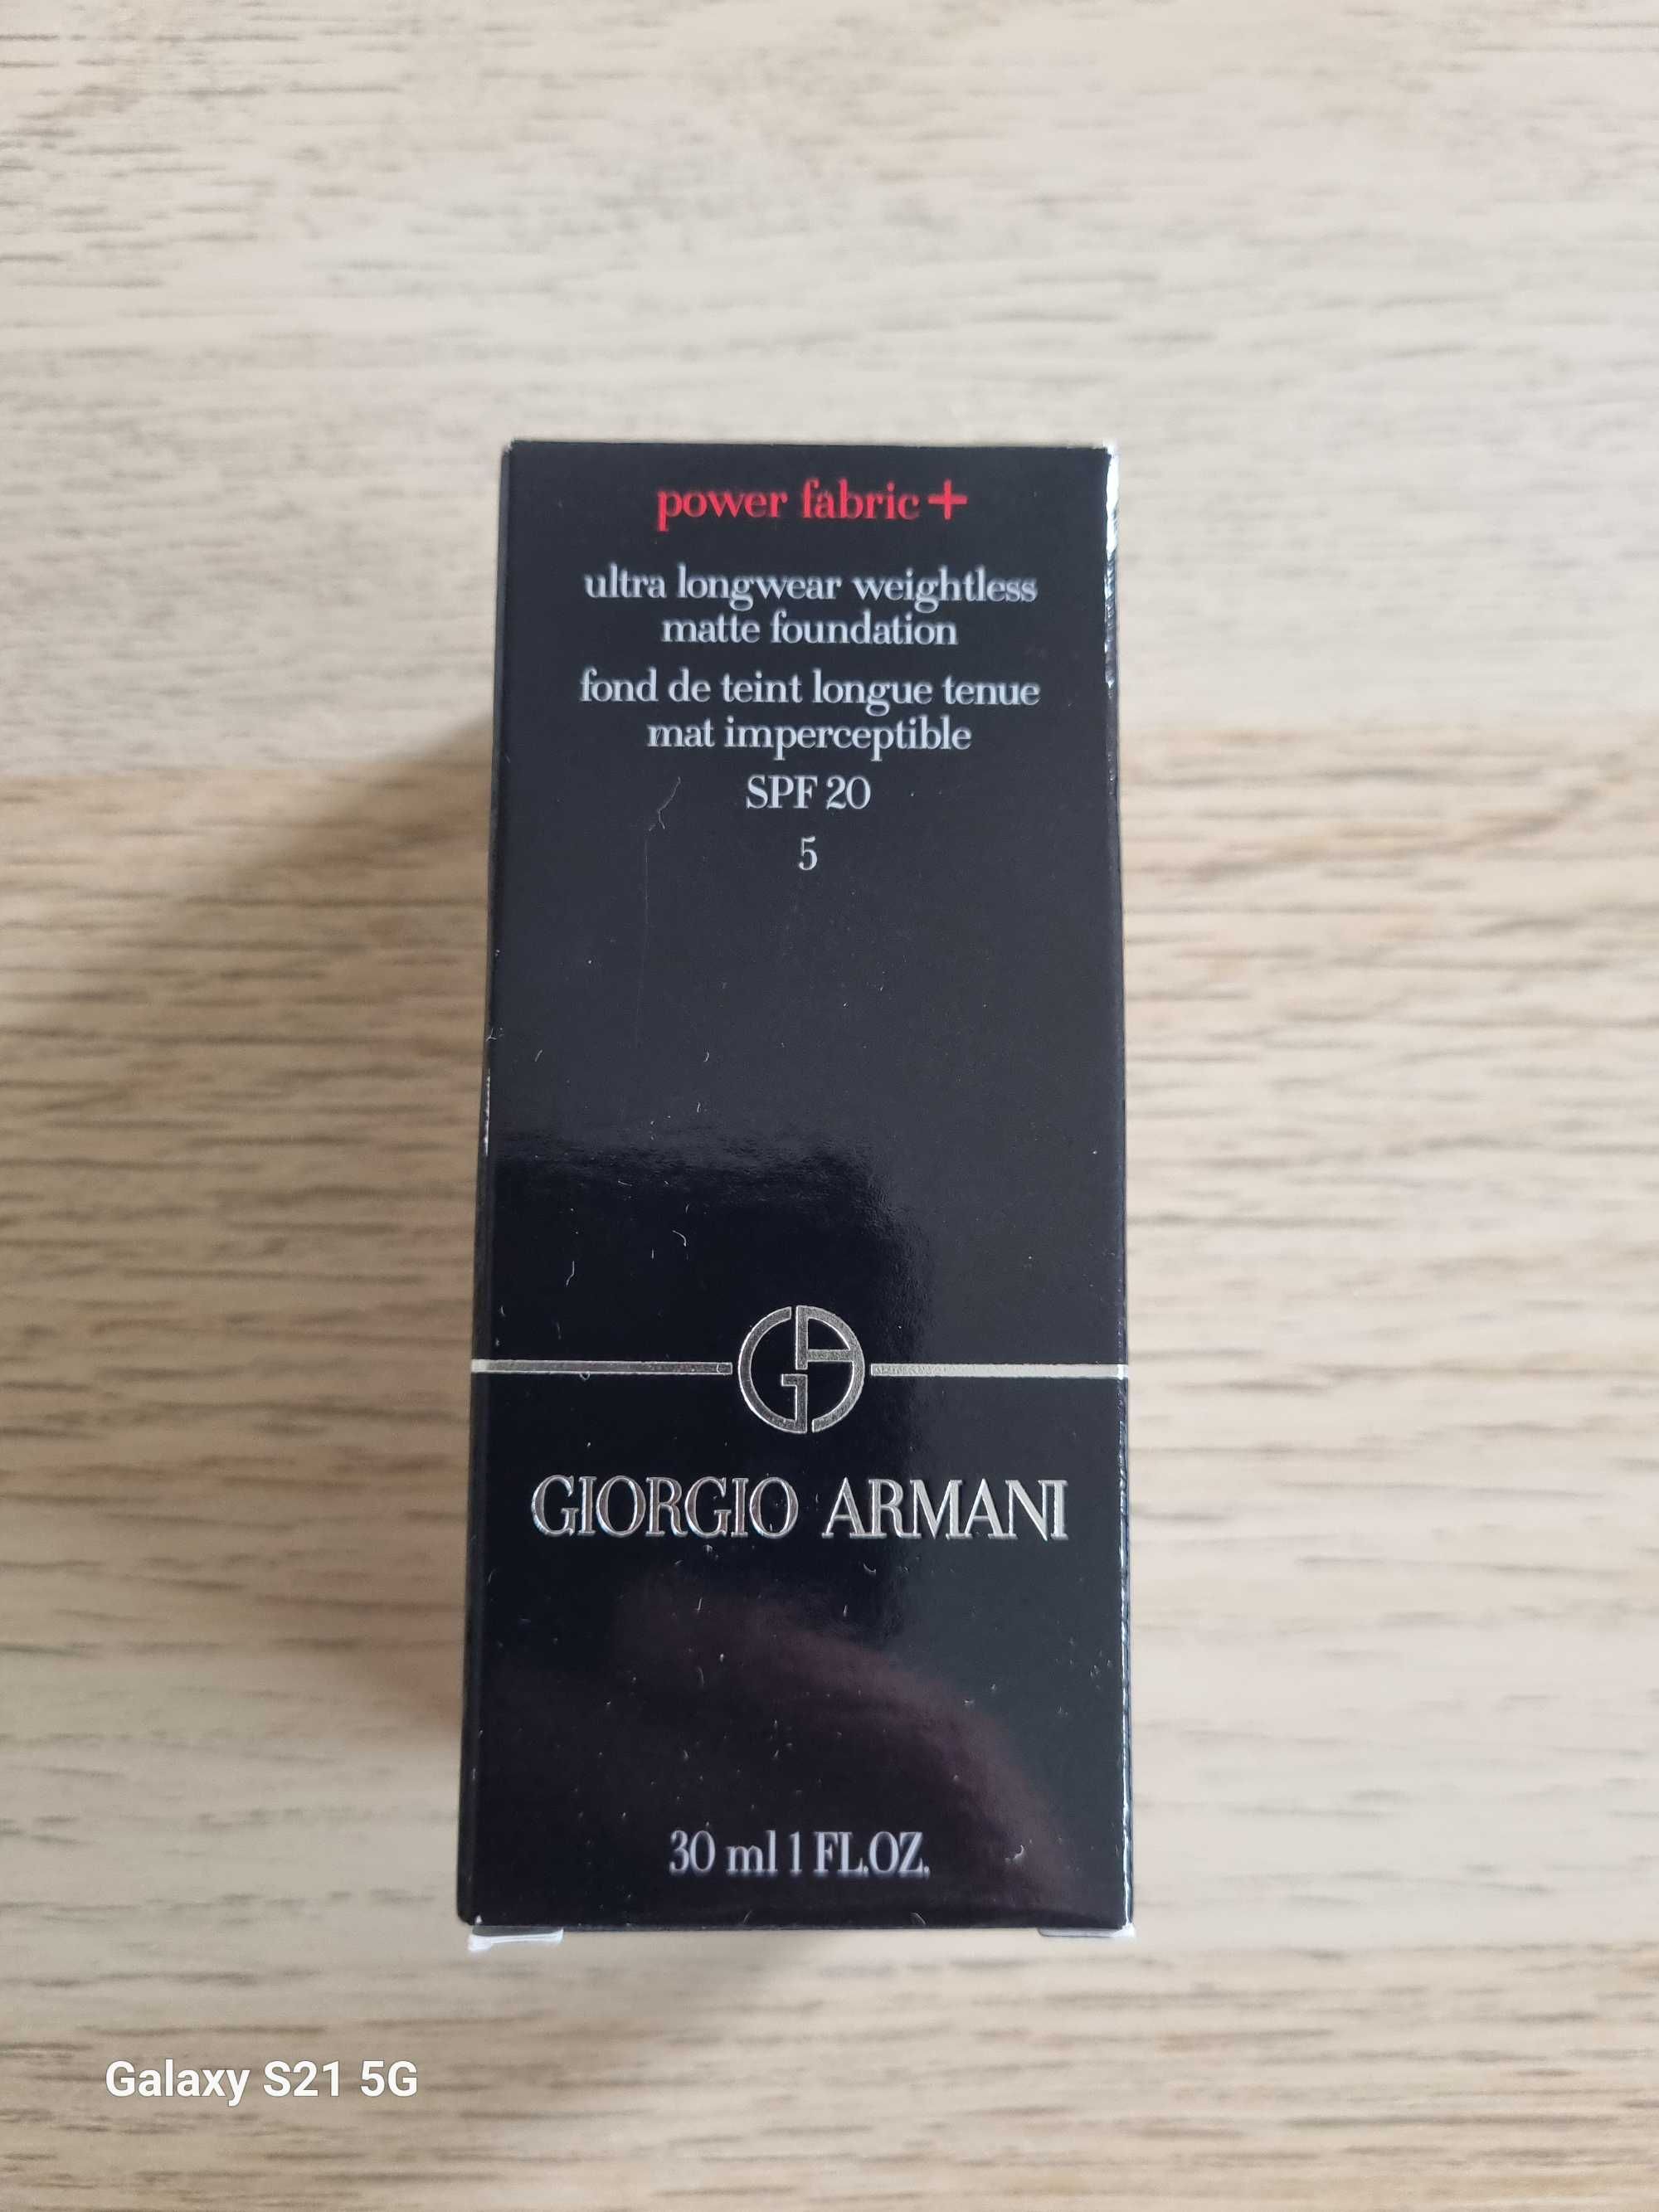 power fabric+
ultra longwear weightless
matte foundation
fond de teint longue tenue
mat imperceptible
SPF 20
5
GA
GIORGIO ARMANI
30 ml 1 FL.OZ.
Galaxy S21 5G